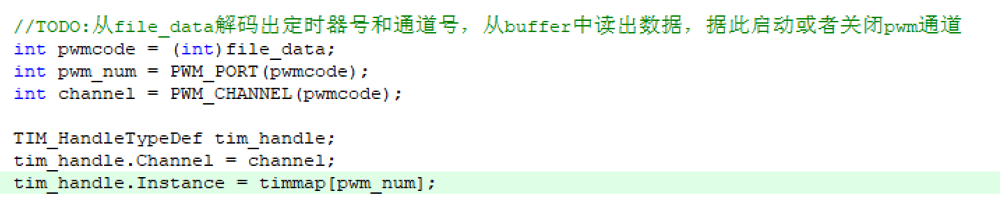 //TODO:从file_data解码出定时器号和通道号，从buffer中读出数据，据此启动或者关闭pwm通道
int pwmcode = (int)file_data;
int pwm_num = PWM_PORT(pwmcode);
int channel = PWM_CHANNEL(pwmcode);
TIM_HandleTypeDef tim_handle;
tim_handle.Channel = channel;
tim_handle.Instance = timmap[pwm_num];